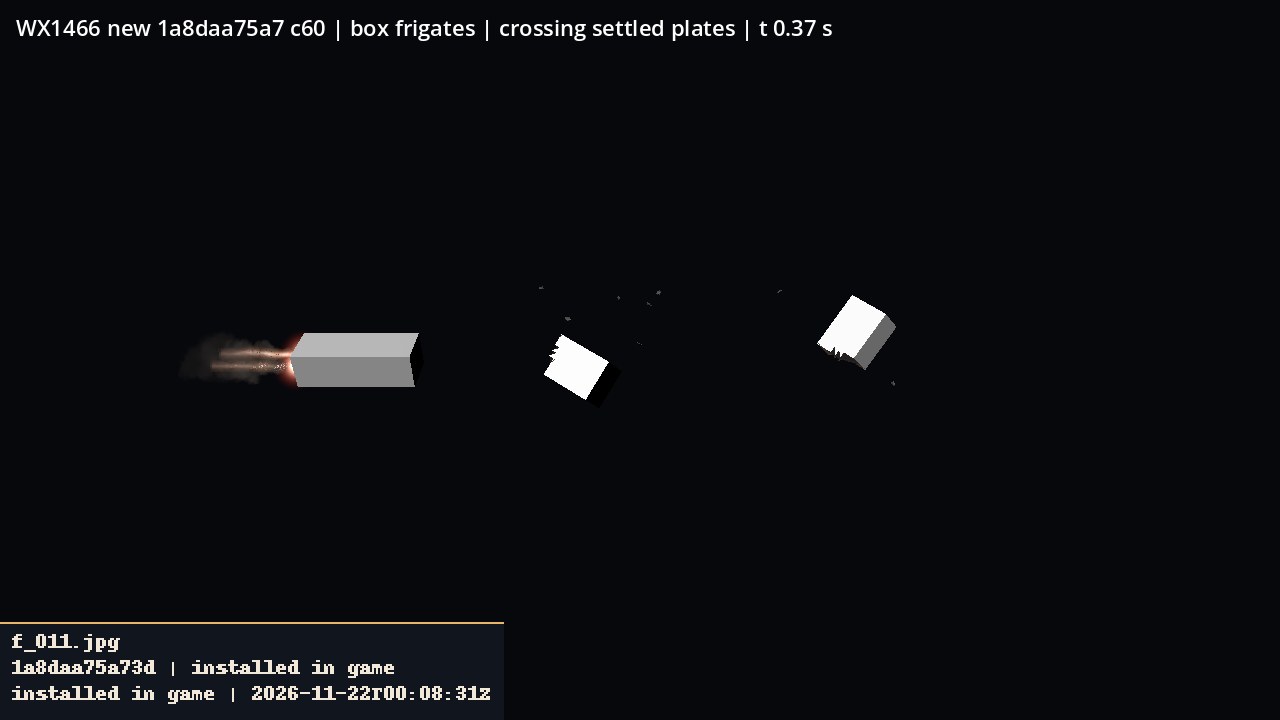 WX1466 new 1a8daa75a7 c60 | box frigates | crossing settled plates | t 0.37 s
f_011.jpg
1a8daa75a73d | installed in game
installed in game | 2026-11-22T00:08:31Z